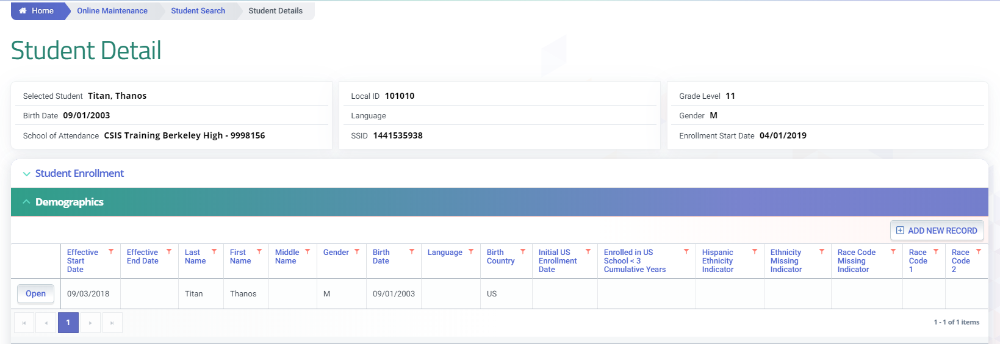 Home Online Maintenance Student Search Student Details
Student Detail
Selected Student Titan, Thanos
Birth Date 09/01/2003
School of Attendance CSIS Training Berkeley High - 9998156
Local ID 101010
Language
SSID 1441535938
Grade Level 11
Gender M
Enrollment Start Date 04/01/2019
Student Enrollment
Demographics
ADD NEW RECORD
Effective Start Date
Effective End Date
Last Name
First Name
Middle Name
Gender
Birth Date
Language
Birth Country
Initial US Enrollment Date
Enrolled in US School < 3 Cumulative Years
Hispanic Ethnicity Indicator
Ethnicity Missing Indicator
Race Code Missing Indicator
Race Code 1
Race Code 2
Open 09/03/2018 Titan Thanos M 09/01/2003 US
1
1 - 1 of 1 items